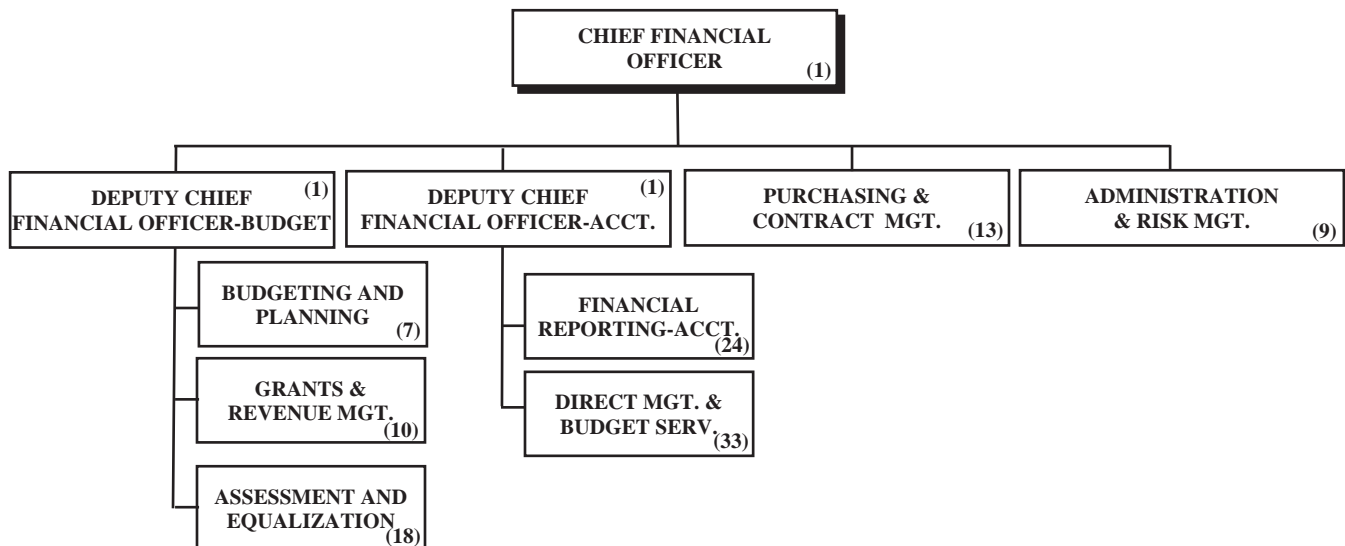 CHIEF FINANCIAL
OFFICER
(1)
DEPUTY CHIEF
(1)
FINANCIAL OFFICER-BUDGET
DEPUTY CHIEF
(1)
FINANCIAL OFFICER-ACCT.
PURCHASING &
CONTRACT MGT.
(13)
ADMINISTRATION
& RISK MGT.
(9)
BUDGETING AND
PLANNING
(7)
GRANTS &
REVENUE MGT.
(10)
ASSESSMENT AND
EQUALIZATION
(18)
FINANCIAL
REPORTING-ACCT.
(24)
DIRECT MGT. &
BUDGET SERV.
(33)